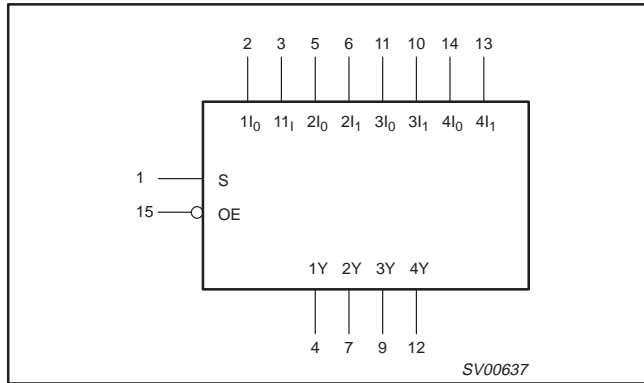 2 3 5 6 11 10 14 13
1I₀ 11ᵢ 2I₀ 2I₁ 3I₀ 3I₁ 4I₀ 4I₁
1 S
15 OE
1Y 2Y 3Y 4Y
4 7 9 12
SV00637